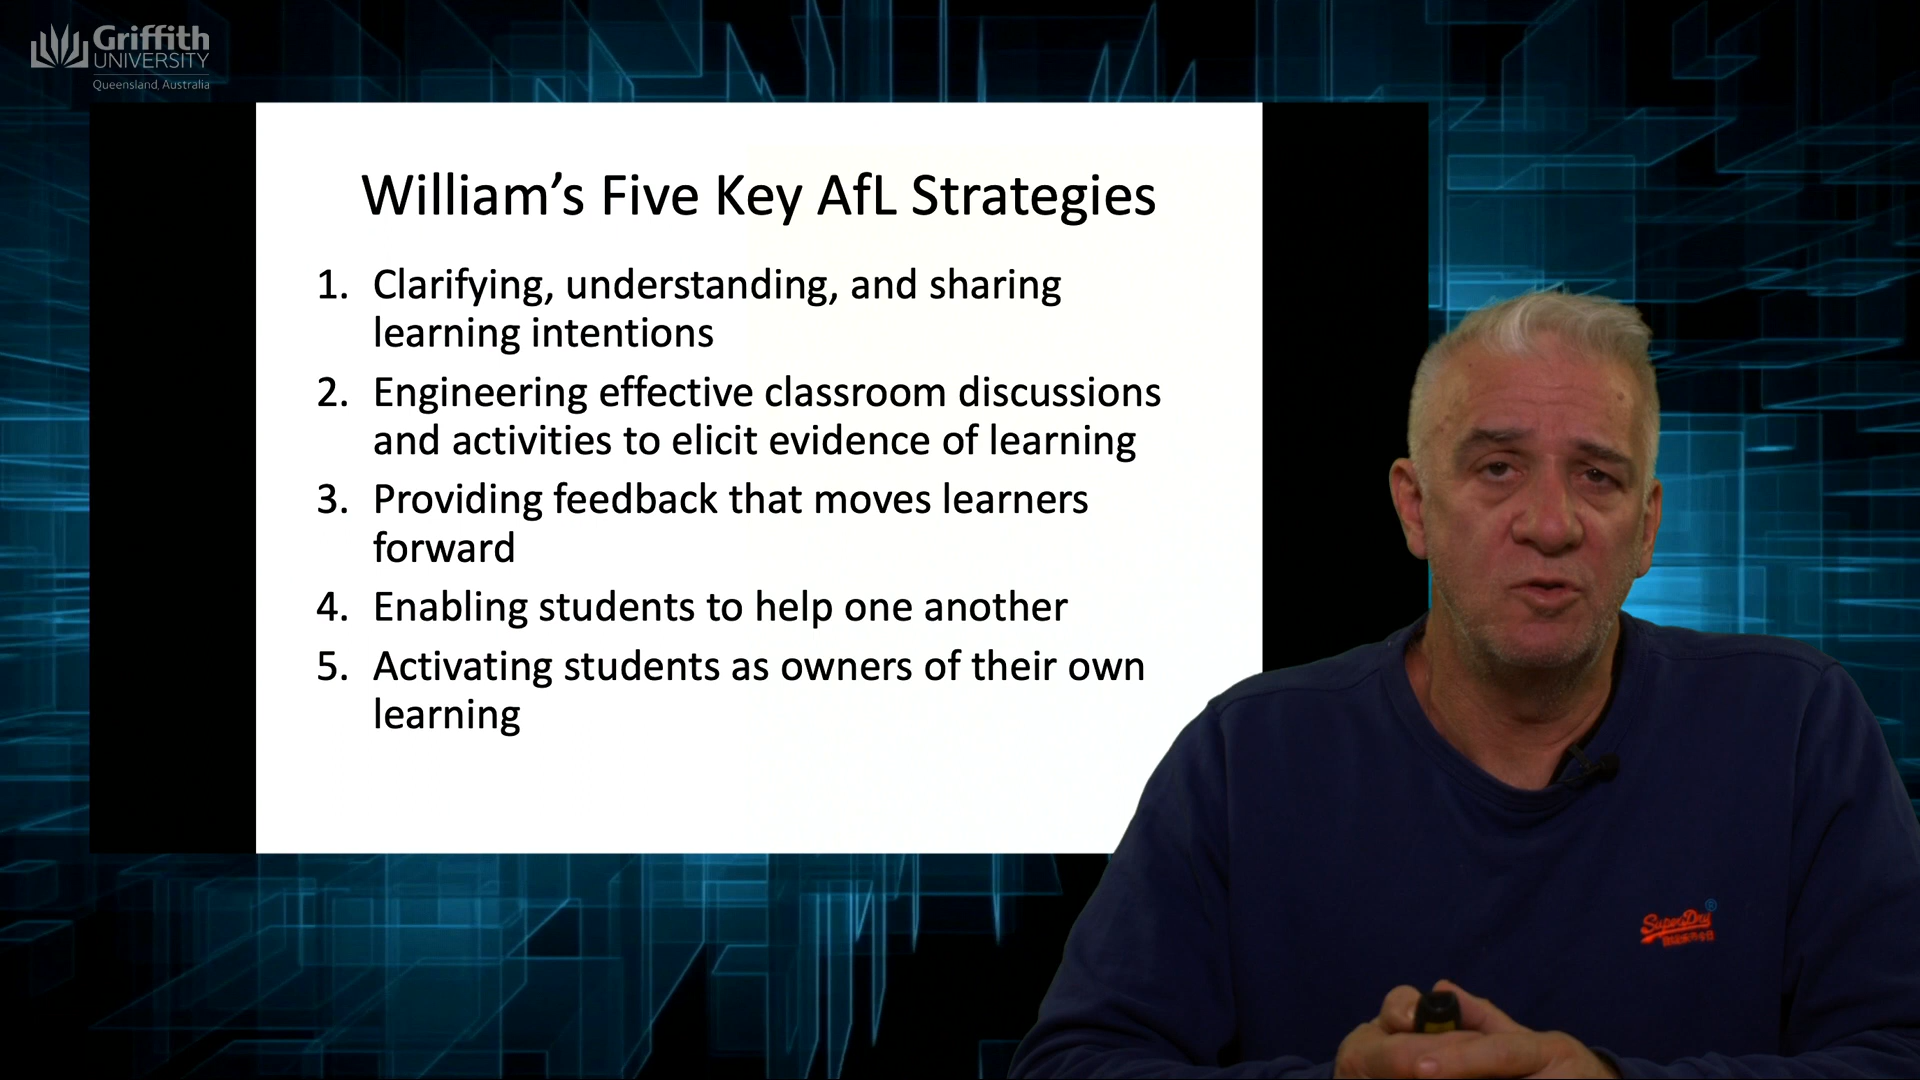 Griffith
UNIVERSITY
Queensland, Australia
William’s Five Key AfL Strategies
1. Clarifying, understanding, and sharing
learning intentions
2. Engineering effective classroom discussions
and activities to elicit evidence of learning
3. Providing feedback that moves learners
forward
4. Enabling students to help one another
5. Activating students as owners of their own
learning
SuperDry
®